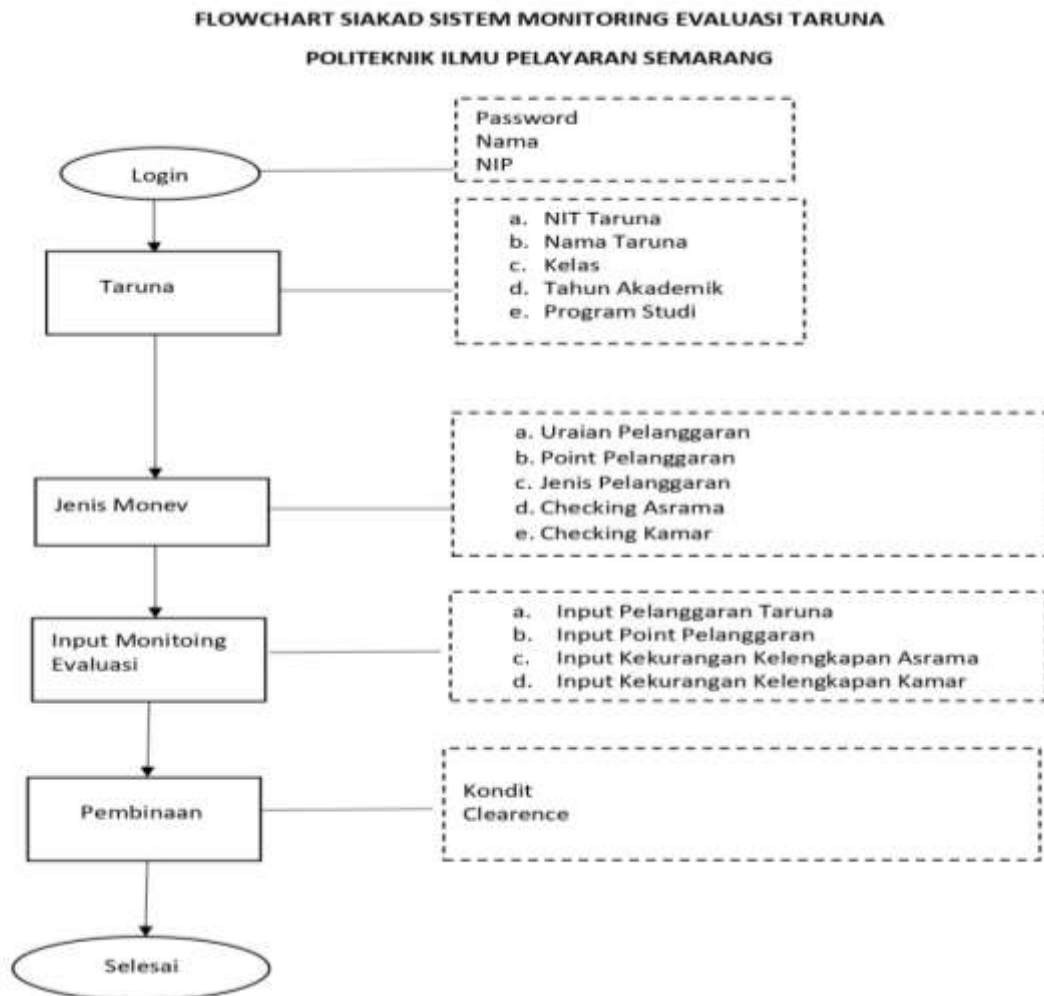 FLOWCHART SIAKAD SISTEM MONITORING EVALUASI TARUNA
POLITEKNIK ILMU PELAYARAN SEMARANG
Login
Password
Nama
NIP
Taruna
a. NIT Taruna
b. Nama Taruna
c. Kelas
d. Tahun Akademik
e. Program Studi
Jenis Monev
a. Uraian Pelanggaran
b. Point Pelanggaran
c. Jenis Pelanggaran
d. Checking Asrama
e. Checking Kamar
Input Monitoing
Evaluasi
a. Input Pelanggaran Taruna
b. Input Point Pelanggaran
c. Input Kekurangan Kelengkapan Asrama
d. Input Kekurangan Kelengkapan Kamar
Pembinaan
Kondit
Clearence
Selesai